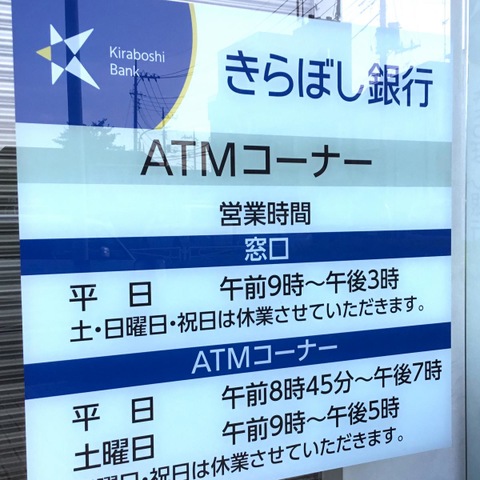 Kiraboshi
Bank
きらぼし銀行
ATMコーナー
営業時間
窓口
平 日 午前9時～午後3時
土・日曜日・祝日は休業させていただきます。
ATMコーナー
平 日 午前8時45分～午後7時
土曜日 午前9時～午後5時
日曜日・祝日は休業させていただきます。